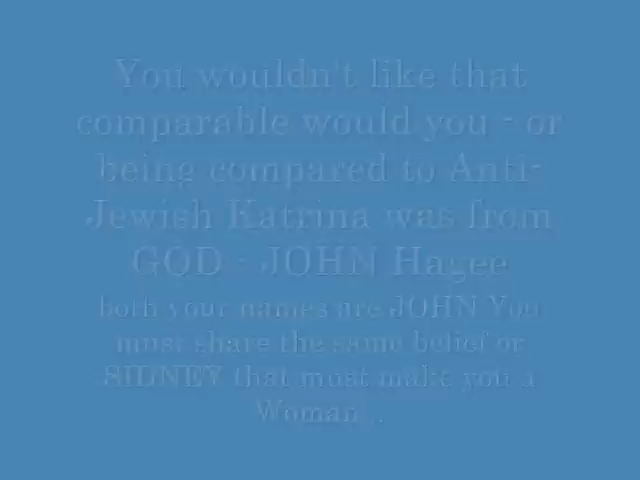 You wouldn't like that
comparable would you - or
being compared to Anti-
Jewish Katrina was from
GOD - JOHN Hagee
both your names are JOHN You
must share the same belief or
SIDNEY that must make you a
Woman...